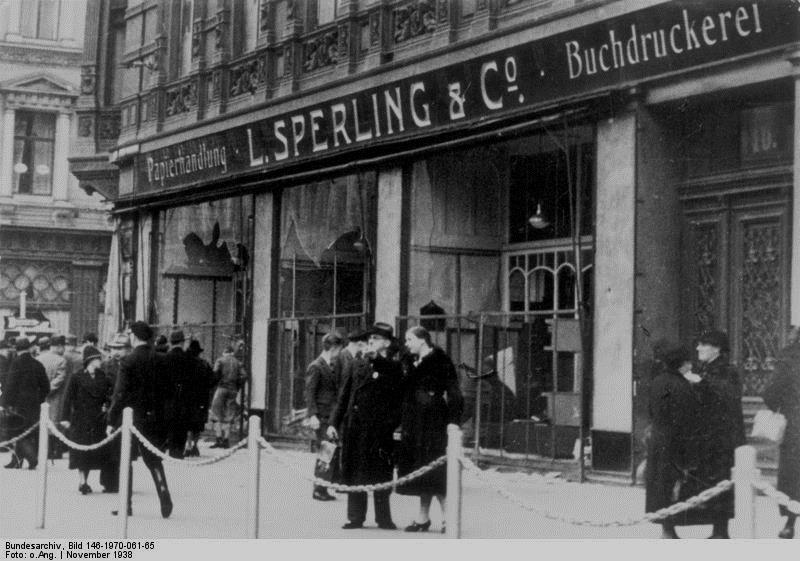 Papierhandlung · L. SPERLING & Co. · Buchdruckerei
10.
Bundesarchiv, Bild 146-1970-061-65
Foto: o.Ang. | November 1938